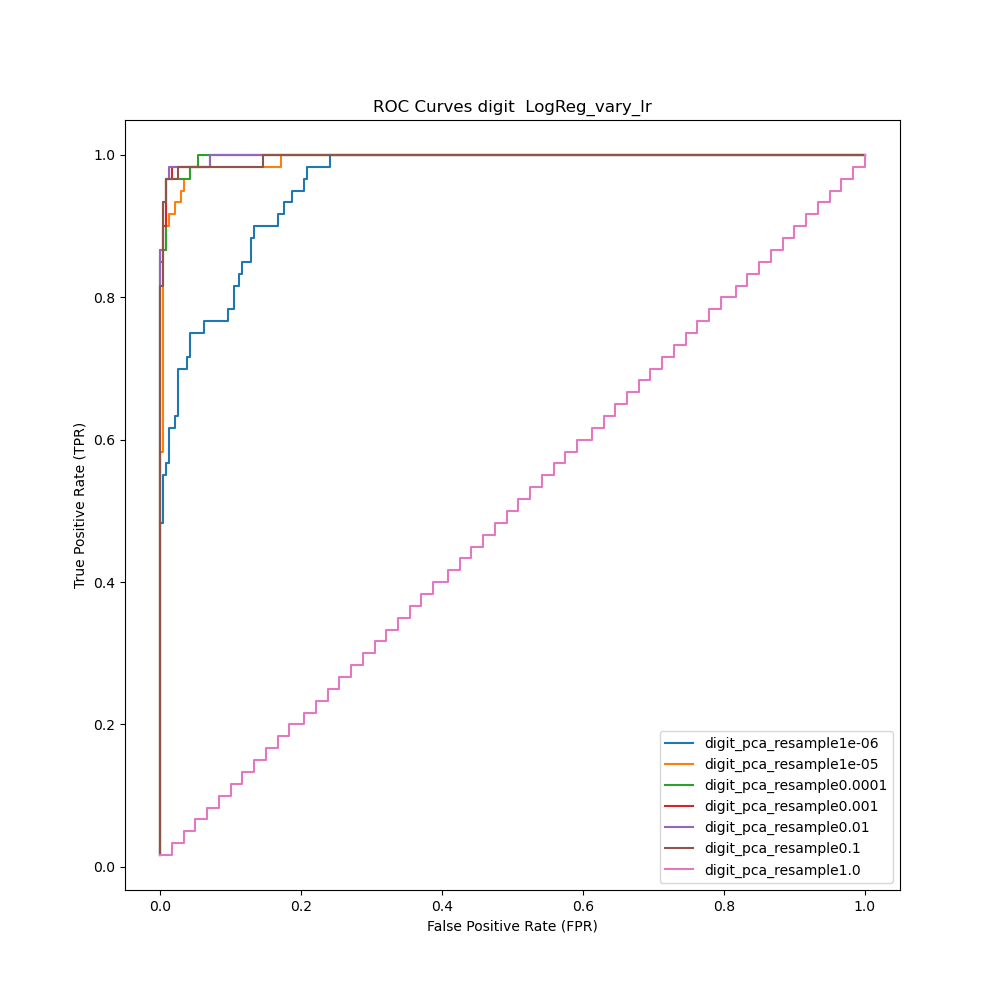 ROC Curves digit  LogReg_vary_lr
1.0
0.8
0.6
0.4
0.2
0.0
True Positive Rate (TPR)
digit_pca_resample1e-06
digit_pca_resample1e-05
digit_pca_resample0.0001
digit_pca_resample0.001
digit_pca_resample0.01
digit_pca_resample0.1
digit_pca_resample1.0
0.0 0.2 0.4 0.6 0.8 1.0
False Positive Rate (FPR)